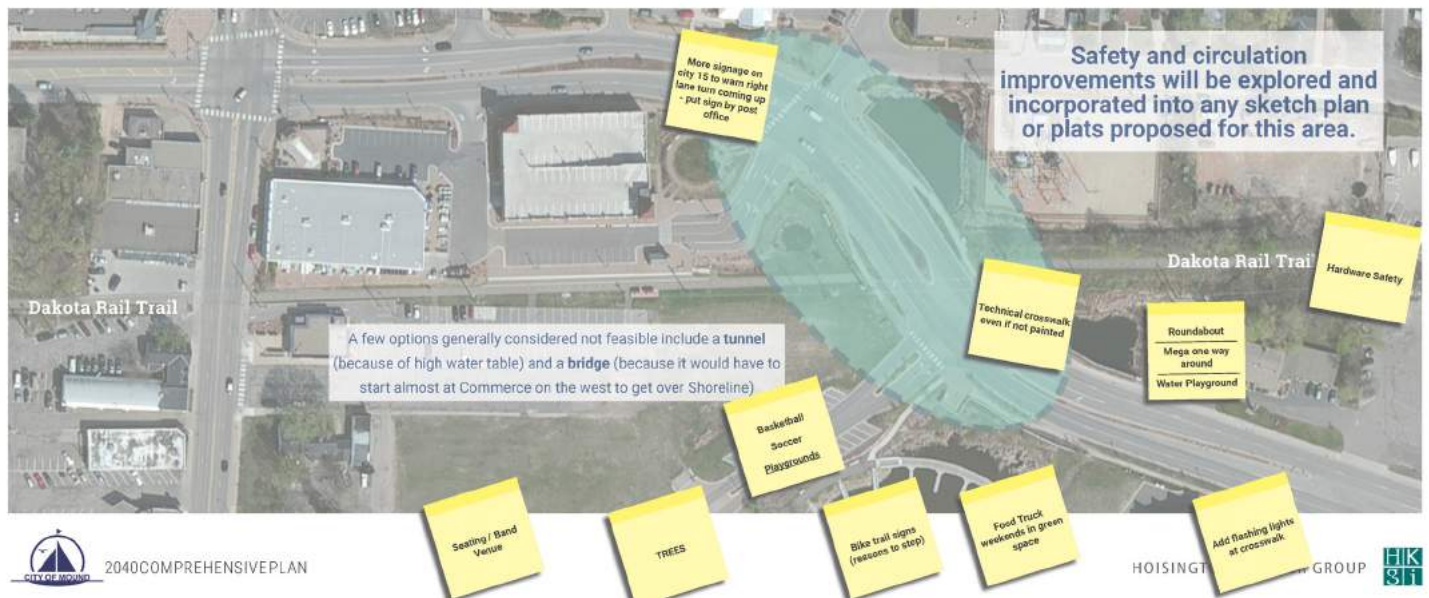 More signage on
city 15 to warn right
lane turn coming up
- put sign by post
office
Safety and circulation
improvements will be explored and
incorporated into any sketch plan
or plats proposed for this area.
Dakota Rail Trail
Dakota Rail Trai
Hardware Safety
Technical crosswalk
even if not painted
Roundabout
Mega one way
around
Water Playground
A few options generally considered not feasible include a tunnel
(because of high water table) and a bridge (because it would have to
start almost at Commerce on the west to get over Shoreline)
Basketball
Soccer
Playgrounds
Seating / Band
Venue
TREES
Bike trail signs
(reasons to stop)
Food Truck
weekends in green
space
Add flashing lights
at crosswalk
CITY OF MOUND
2040COMPREHENSIVEPLAN
HOISINGT
GROUP
HK